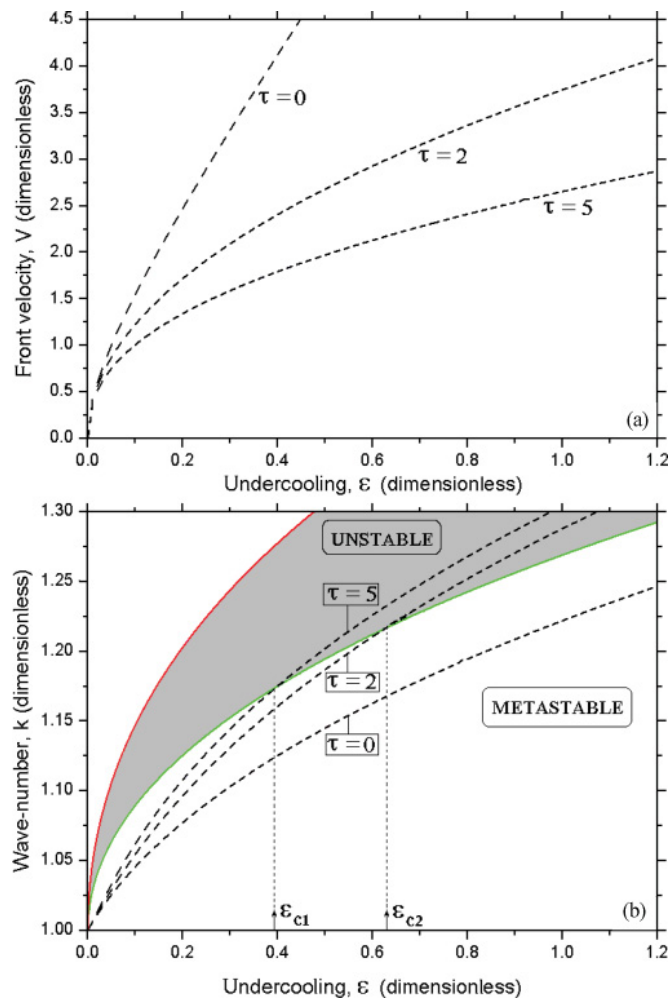 4.5
4.0
3.5
3.0
2.5
2.0
1.5
1.0
0.5
0.0
Front velocity, V (dimensionless)
τ = 0
τ = 2
τ = 5
(a)
0.0 0.2 0.4 0.6 0.8 1.0 1.2
Undercooling, ε (dimensionless)
1.30
1.25
1.20
1.15
1.10
1.05
1.00
Wave-number, k (dimensionless)
UNSTABLE
τ = 5
τ = 2
τ = 0
METASTABLE
εc1
εc2
(b)
0.0 0.2 0.4 0.6 0.8 1.0 1.2
Undercooling, ε (dimensionless)